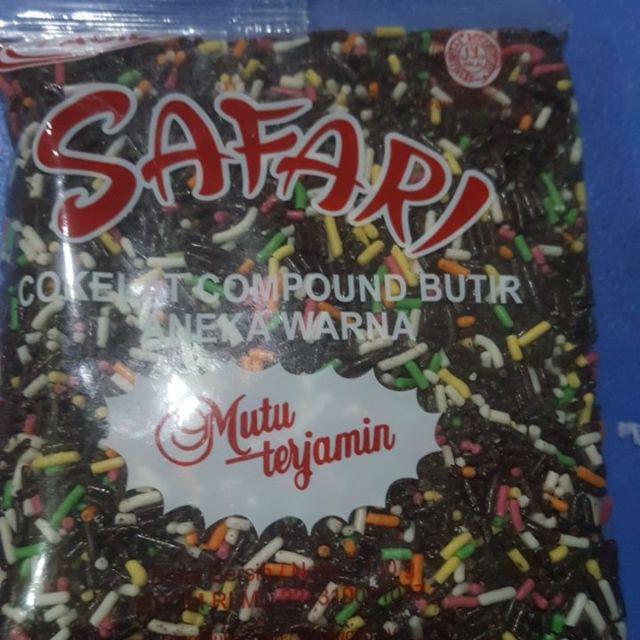 SAFARI
COKELAT COMPOUND BUTIR
ANEKA WARNA
Mutu
terjamin